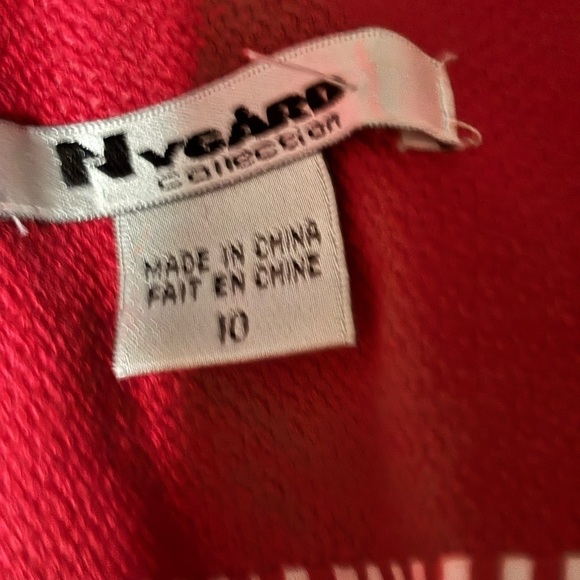 NYGÅRD
collection
MADE IN CHINA
FAIT EN CHINE
10